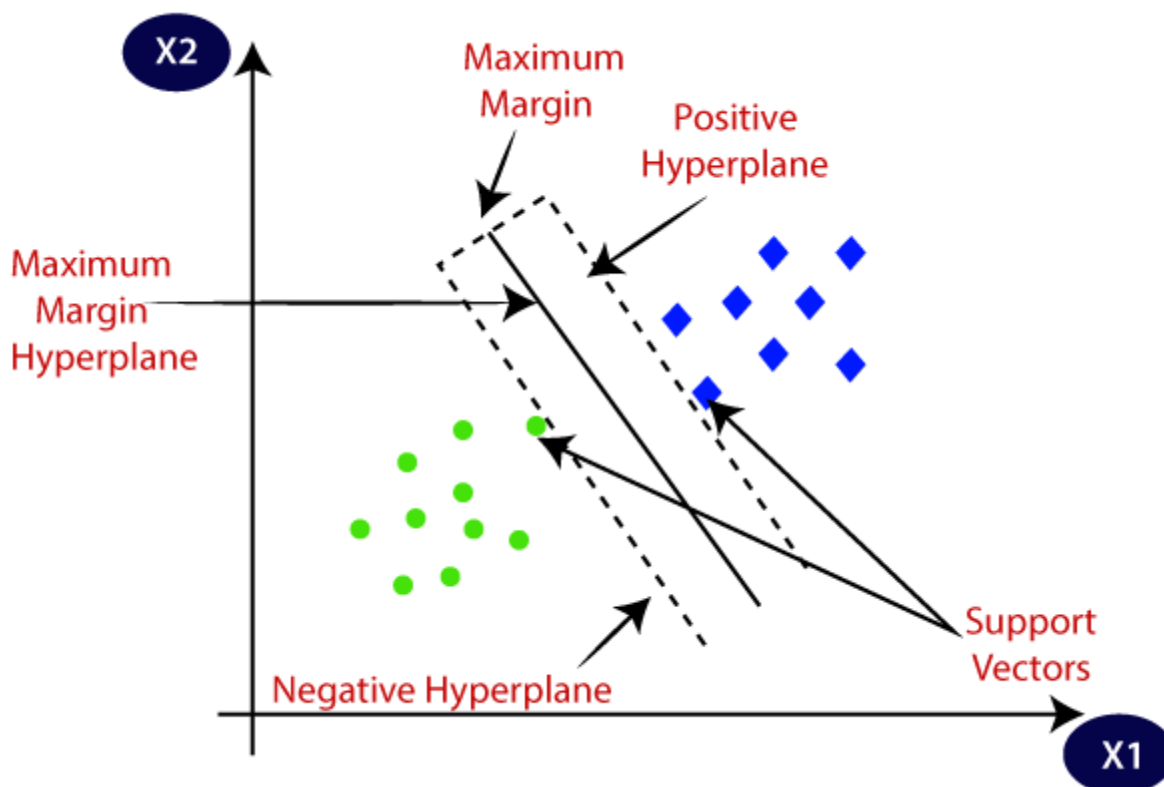 X2
Maximum
Margin
Positive
Hyperplane
Maximum
Margin
Hyperplane
Support
Vectors
Negative Hyperplane
X1